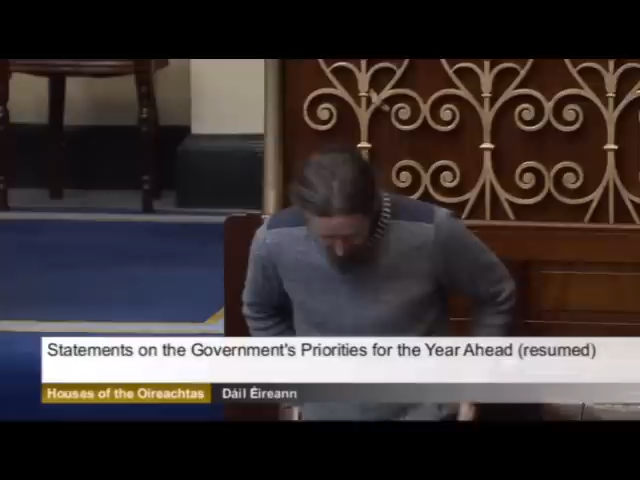 Statements on the Government's Priorities for the Year Ahead (resumed)
Houses of the Oireachtas Dáil Éireann